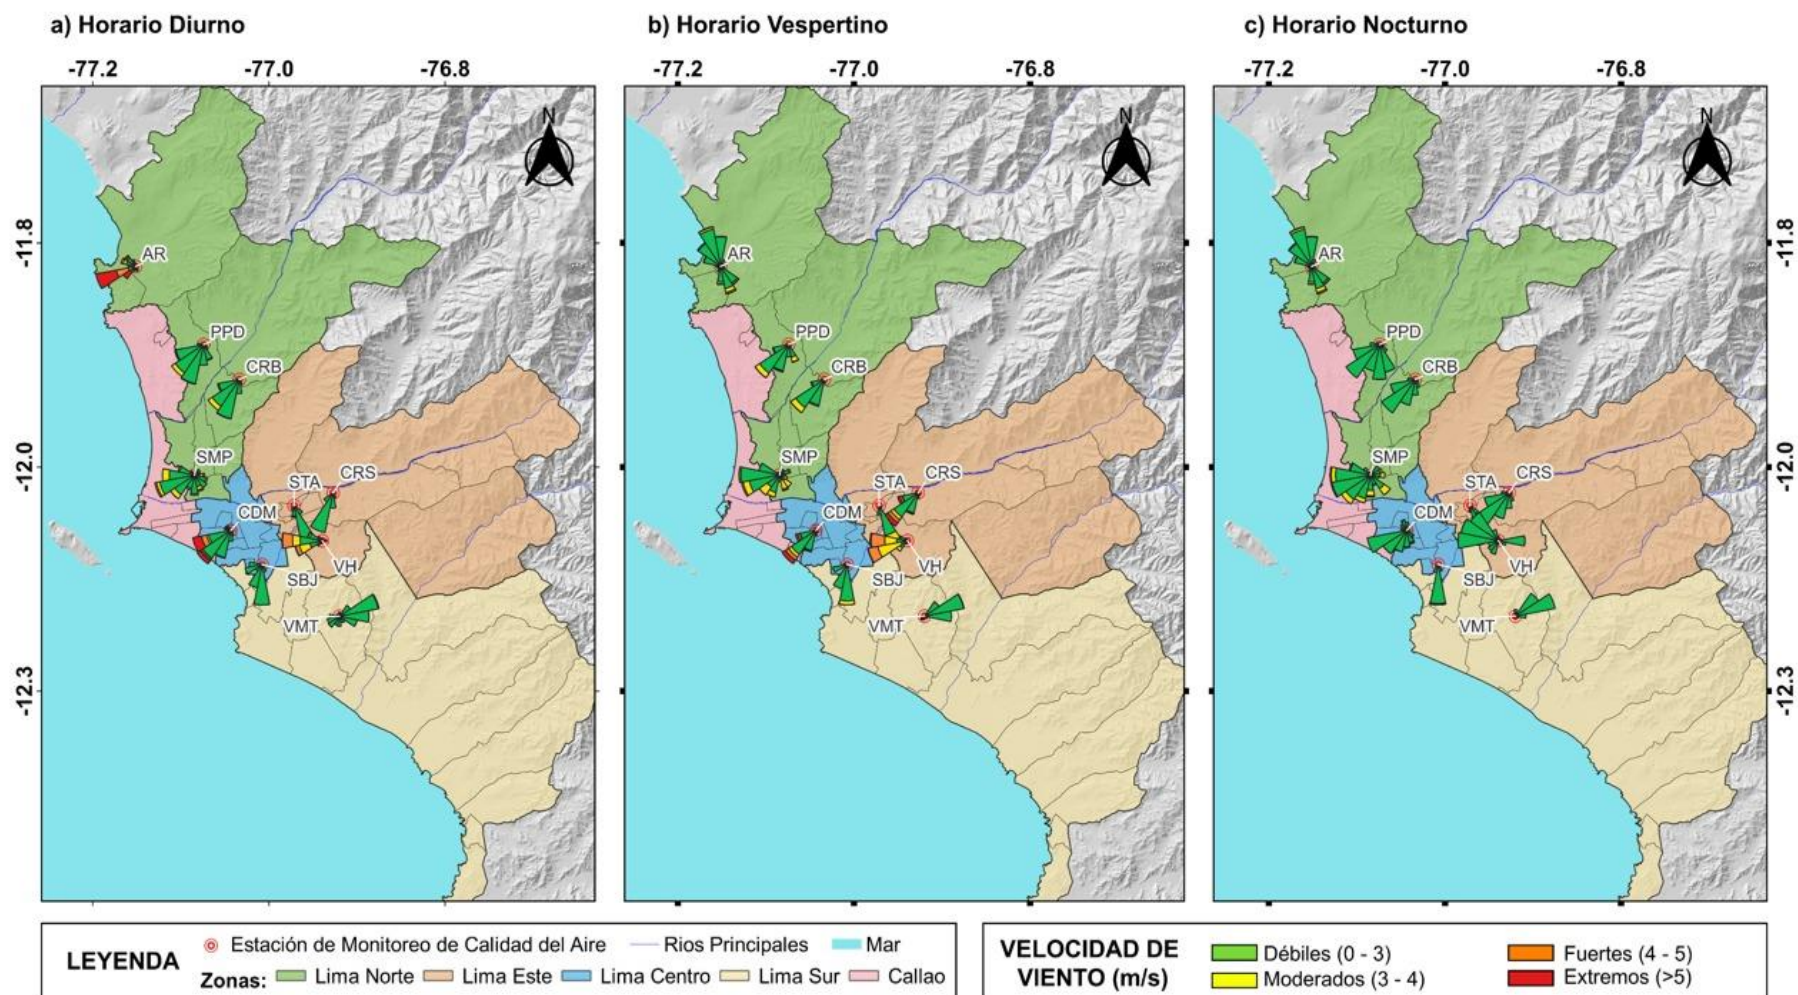 a) Horario Diurno
b) Horario Vespertino
c) Horario Nocturno
-77.2 -77.0 -76.8
-77.2 -77.0 -76.8
-77.2 -77.0 -76.8
-11.8
-12.0
-12.3
N
AR
PPD
CRB
SMP
STA
CRS
CDM
SBJ
VH
VMT
N
AR
PPD
CRB
SMP
STA
CRS
CDM
SBJ
VH
VMT
N
AR
PPD
CRB
SMP
STA
CRS
CDM
SBJ
VH
VMT
-11.8
-12.0
-12.3
LEYENDA
Estación de Monitoreo de Calidad del Aire Rios Principales Mar
Zonas: Lima Norte Lima Este Lima Centro Lima Sur Callao
VELOCIDAD DE
VIENTO (m/s)
Débiles (0 - 3) Fuertes (4 - 5)
Moderados (3 - 4) Extremos (>5)